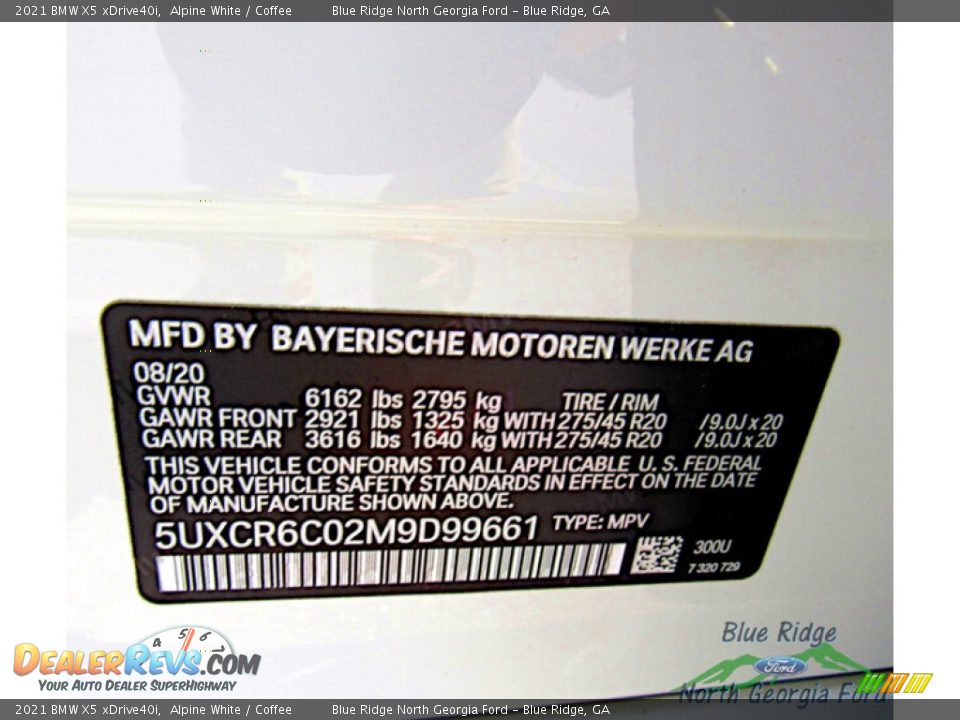 2021 BMW X5 xDrive40i, Alpine White / Coffee Blue Ridge North Georgia Ford - Blue Ridge, GA
MFD BY BAYERISCHE MOTOREN WERKE AG
08/20
GVWR 6162 lbs 2795 kg TIRE / RIM
GAWR FRONT 2921 lbs 1325 kg WITH 275/45 R20 /9.0J x 20
GAWR REAR 3616 lbs 1640 kg WITH 275/45 R20 /9.0J x 20
THIS VEHICLE CONFORMS TO ALL APPLICABLE U. S. FEDERAL
MOTOR VEHICLE SAFETY STANDARDS IN EFFECT ON THE DATE
OF MANUFACTURE SHOWN ABOVE.
5UXCR6C02M9D99661 TYPE: MPV
300U
7 320 729
Blue Ridge
Ford
North Georgia Ford
4 5 6
DEALERREVS.COM
YOUR AUTO DEALER SUPERHIGHWAY
2021 BMW X5 xDrive40i, Alpine White / Coffee Blue Ridge North Georgia Ford - Blue Ridge, GA